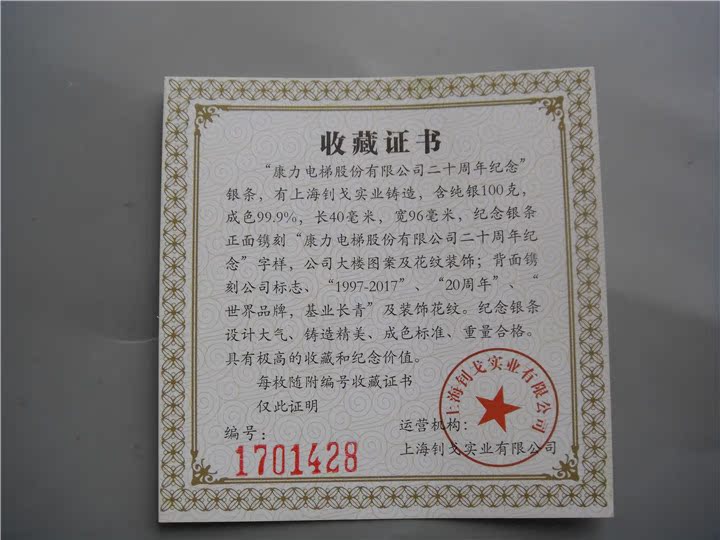 收藏证书
“康力电梯股份有限公司二十周年纪念”
银条，有上海钊戈实业铸造，含纯银100克，
成色99.9%，长40毫米，宽96毫米，纪念银条
正面镌刻“康力电梯股份有限公司二十周年纪
念”字样，公司大楼图案及花纹装饰；背面镌
刻公司标志、“1997-2017”、“20周年”、“
世界品牌，基业长青”及装饰花纹。纪念银条
设计大气、铸造精美、成色标准、重量合格。
具有极高的收藏和纪念价值。
每枚随附编号收藏证书
仅此证明
编号：
1701428
运营机构：
上海钊戈实业有限公司
上海钊戈实业有限公司